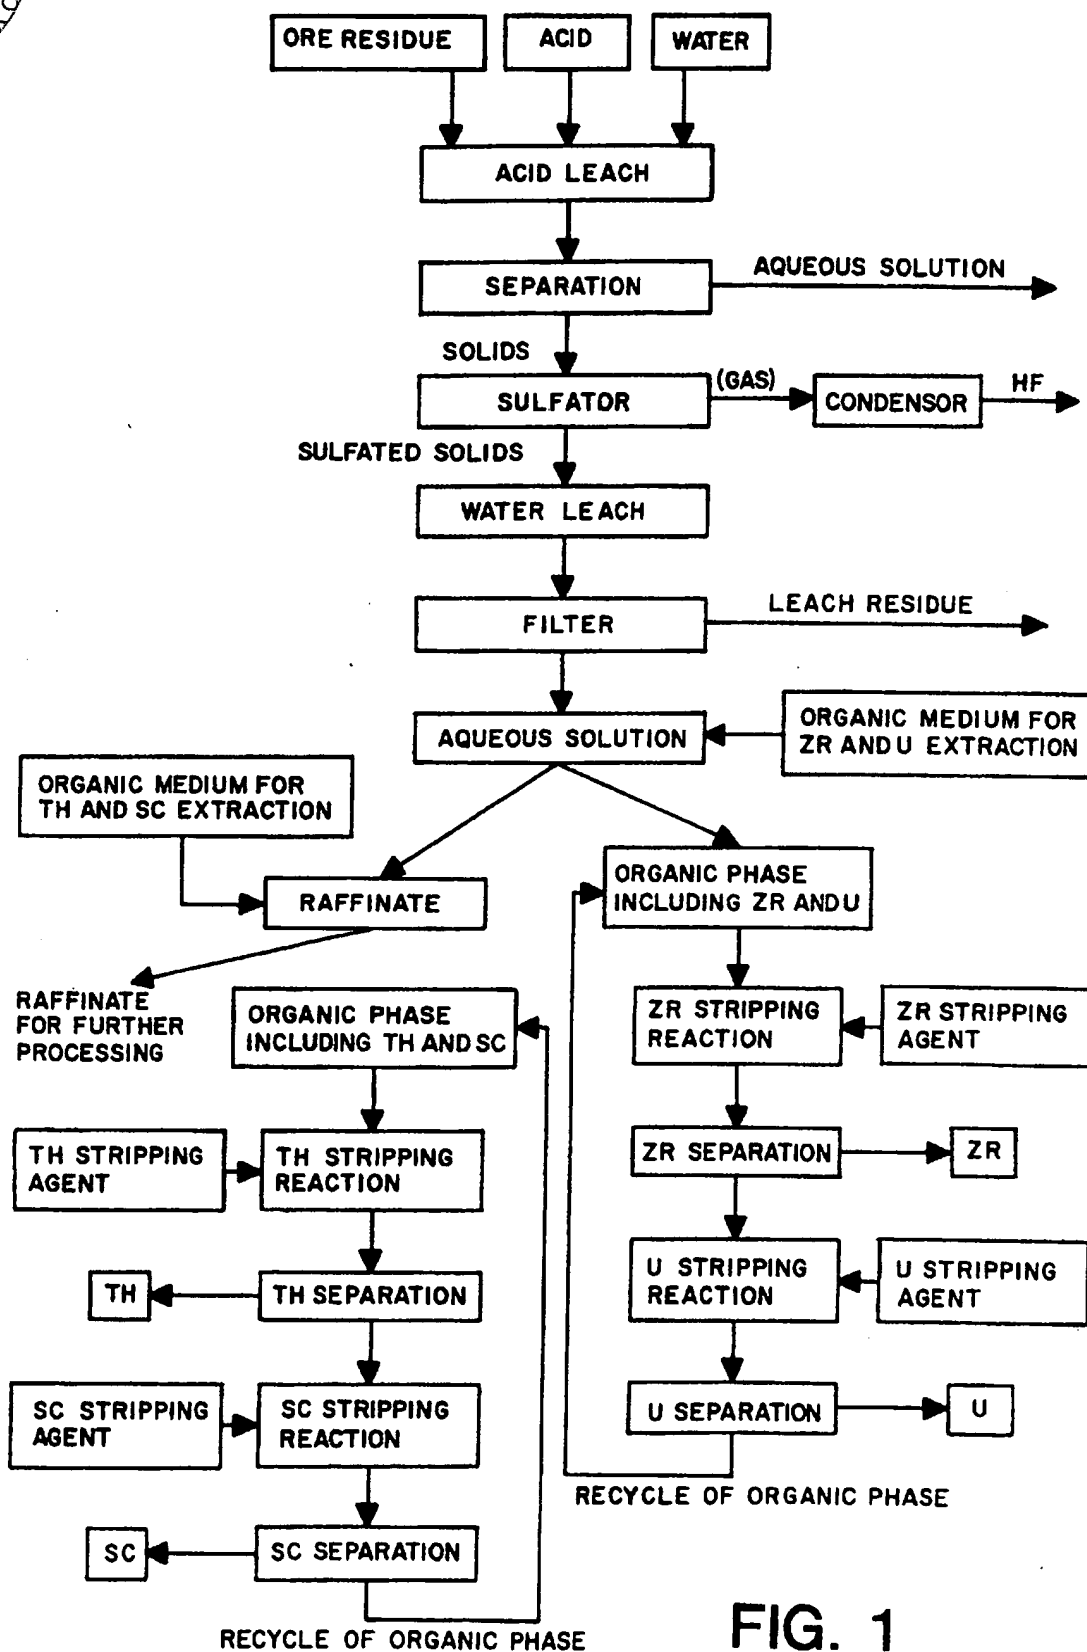 ORE RESIDUE
ACID
WATER
ACID LEACH
SEPARATION
AQUEOUS SOLUTION
SOLIDS
SULFATOR
(GAS)
CONDENSOR
HF
SULFATED SOLIDS
WATER LEACH
FILTER
LEACH RESIDUE
AQUEOUS SOLUTION
ORGANIC MEDIUM FOR
ZR AND U EXTRACTION
ORGANIC MEDIUM FOR
TH AND SC EXTRACTION
RAFFINATE
ORGANIC PHASE
INCLUDING ZR AND U
RAFFINATE
FOR FURTHER
PROCESSING
ORGANIC PHASE
INCLUDING TH AND SC
ZR STRIPPING
REACTION
ZR STRIPPING
AGENT
TH STRIPPING
AGENT
TH STRIPPING
REACTION
ZR SEPARATION
ZR
TH
TH SEPARATION
U STRIPPING
REACTION
U STRIPPING
AGENT
SC STRIPPING
AGENT
SC STRIPPING
REACTION
U SEPARATION
U
RECYCLE OF ORGANIC PHASE
SC
SC SEPARATION
RECYCLE OF ORGANIC PHASE
FIG. 1